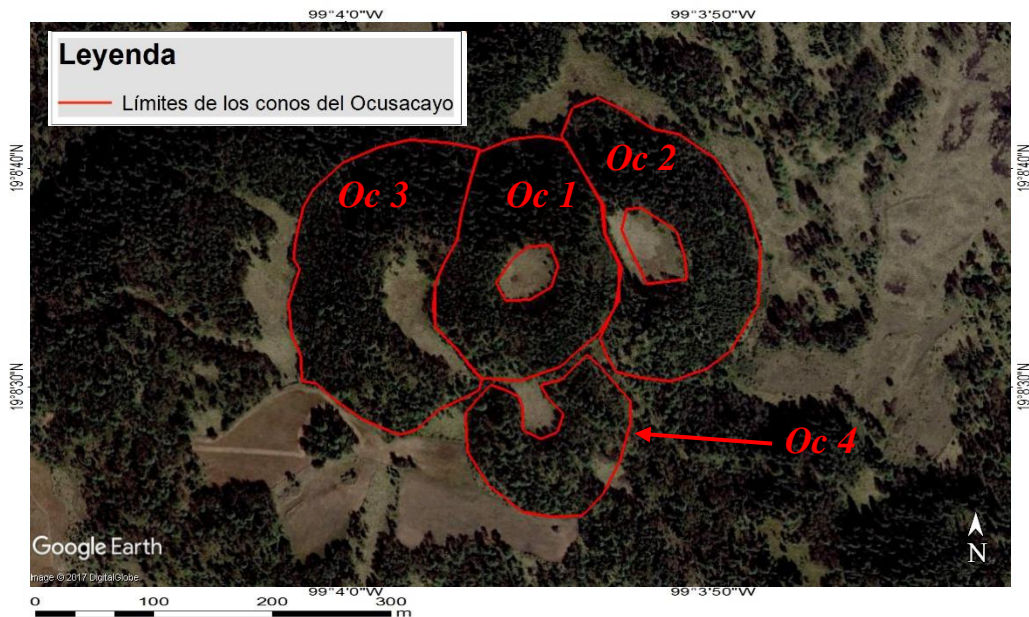 99°4'0"W
99°3'50"W
Leyenda
Límites de los conos del Ocusacayo
19°8'40"N
19°8'40"N
Oc 3
Oc 1
Oc 2
19°8'30"N
19°8'30"N
Oc 4
N
Google Earth
Image © 2017 DigitalGlobe
99°4'0"W
99°3'50"W
0 100 200 300
m